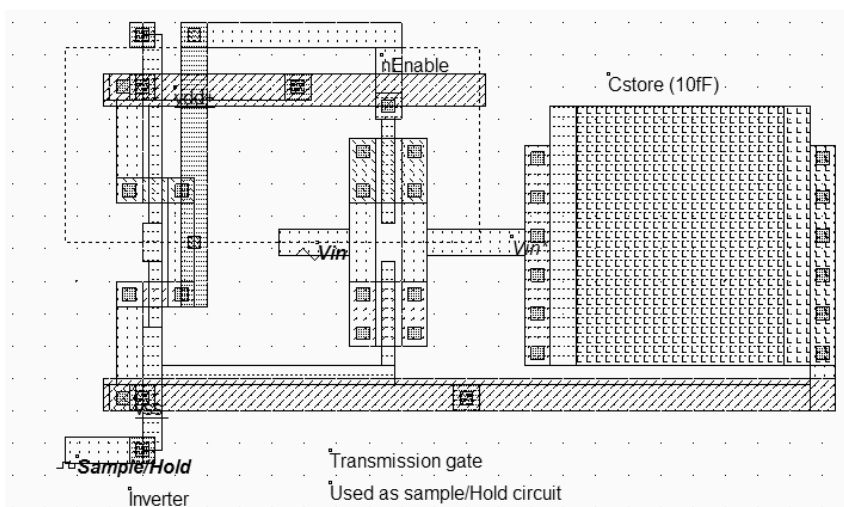 nEnable
Cstore (10fF)
vdd+
Vin
Vin*
vss-
Sample/Hold
Transmission gate
Inverter
Used as sample/Hold circuit